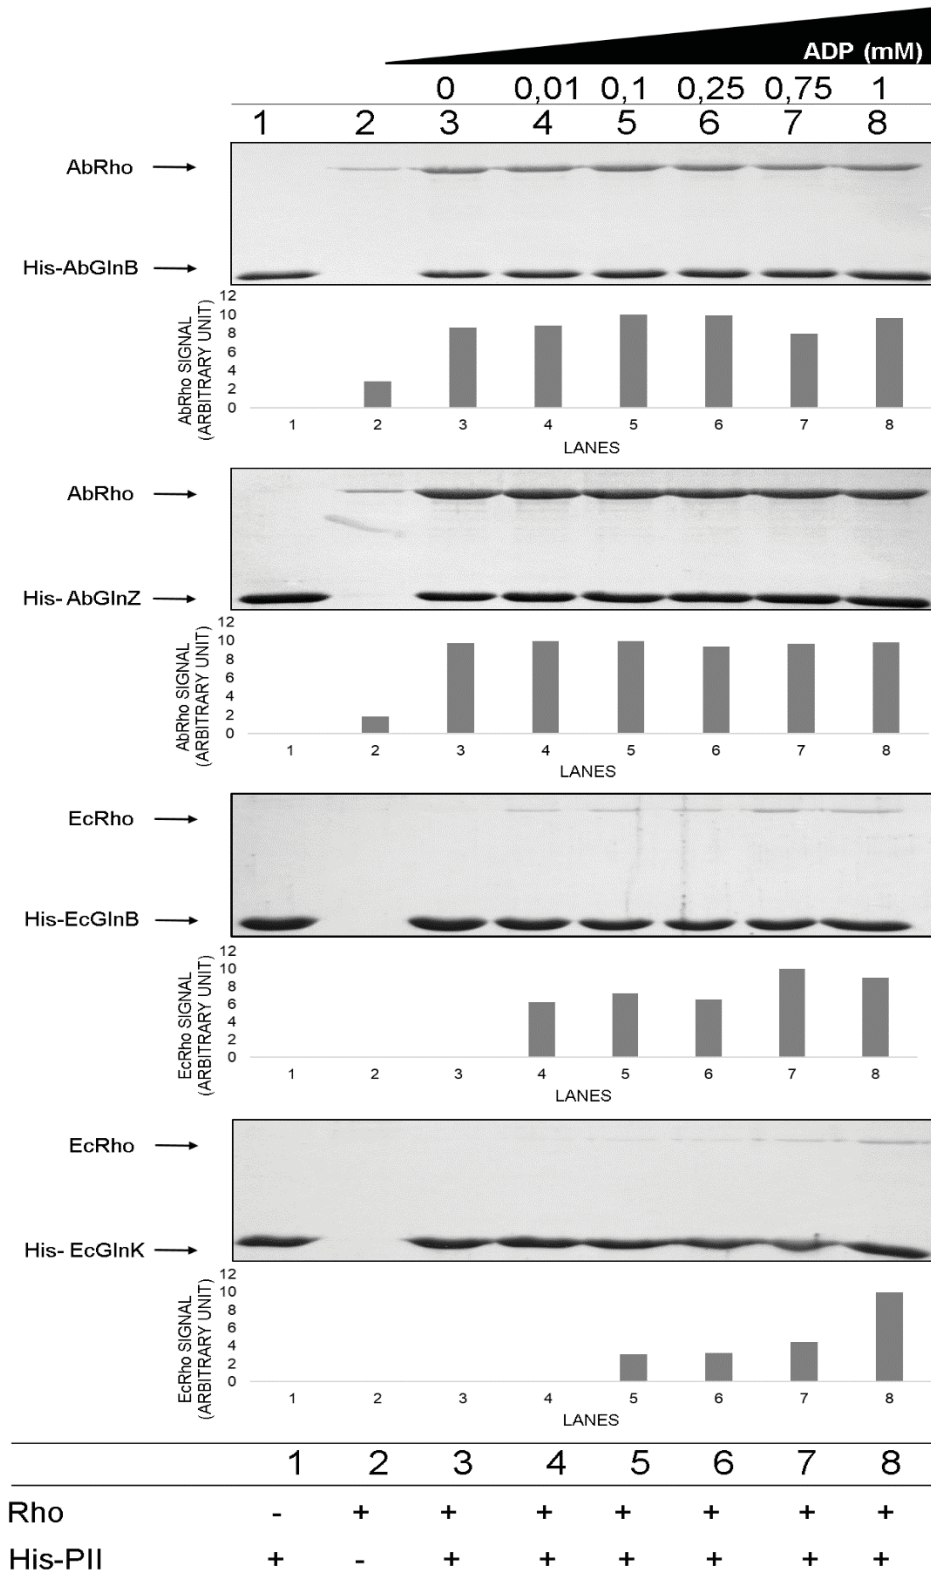 ADP (mM)
0 0,01 0,1 0,25 0,75 1
1 2 3 4 5 6 7 8
AbRho
His-AbGlnB
AbRho SIGNAL
(ARBITRARY UNIT)
12
10
8
6
4
2
0
1 2 3 4 5 6 7 8
LANES
AbRho
His- AbGlnZ
AbRho SIGNAL
(ARBITRARY UNIT)
12
10
8
6
4
2
0
1 2 3 4 5 6 7 8
LANES
EcRho
His-EcGlnB
EcRho SIGNAL
(ARBITRARY UNIT)
12
10
8
6
4
2
0
1 2 3 4 5 6 7 8
LANES
EcRho
His- EcGlnK
EcRho SIGNAL
(ARBITRARY UNIT)
12
10
8
6
4
2
0
1 2 3 4 5 6 7 8
LANES
1 2 3 4 5 6 7 8
Rho - + + + + + + +
His-PII + - + + + + + +